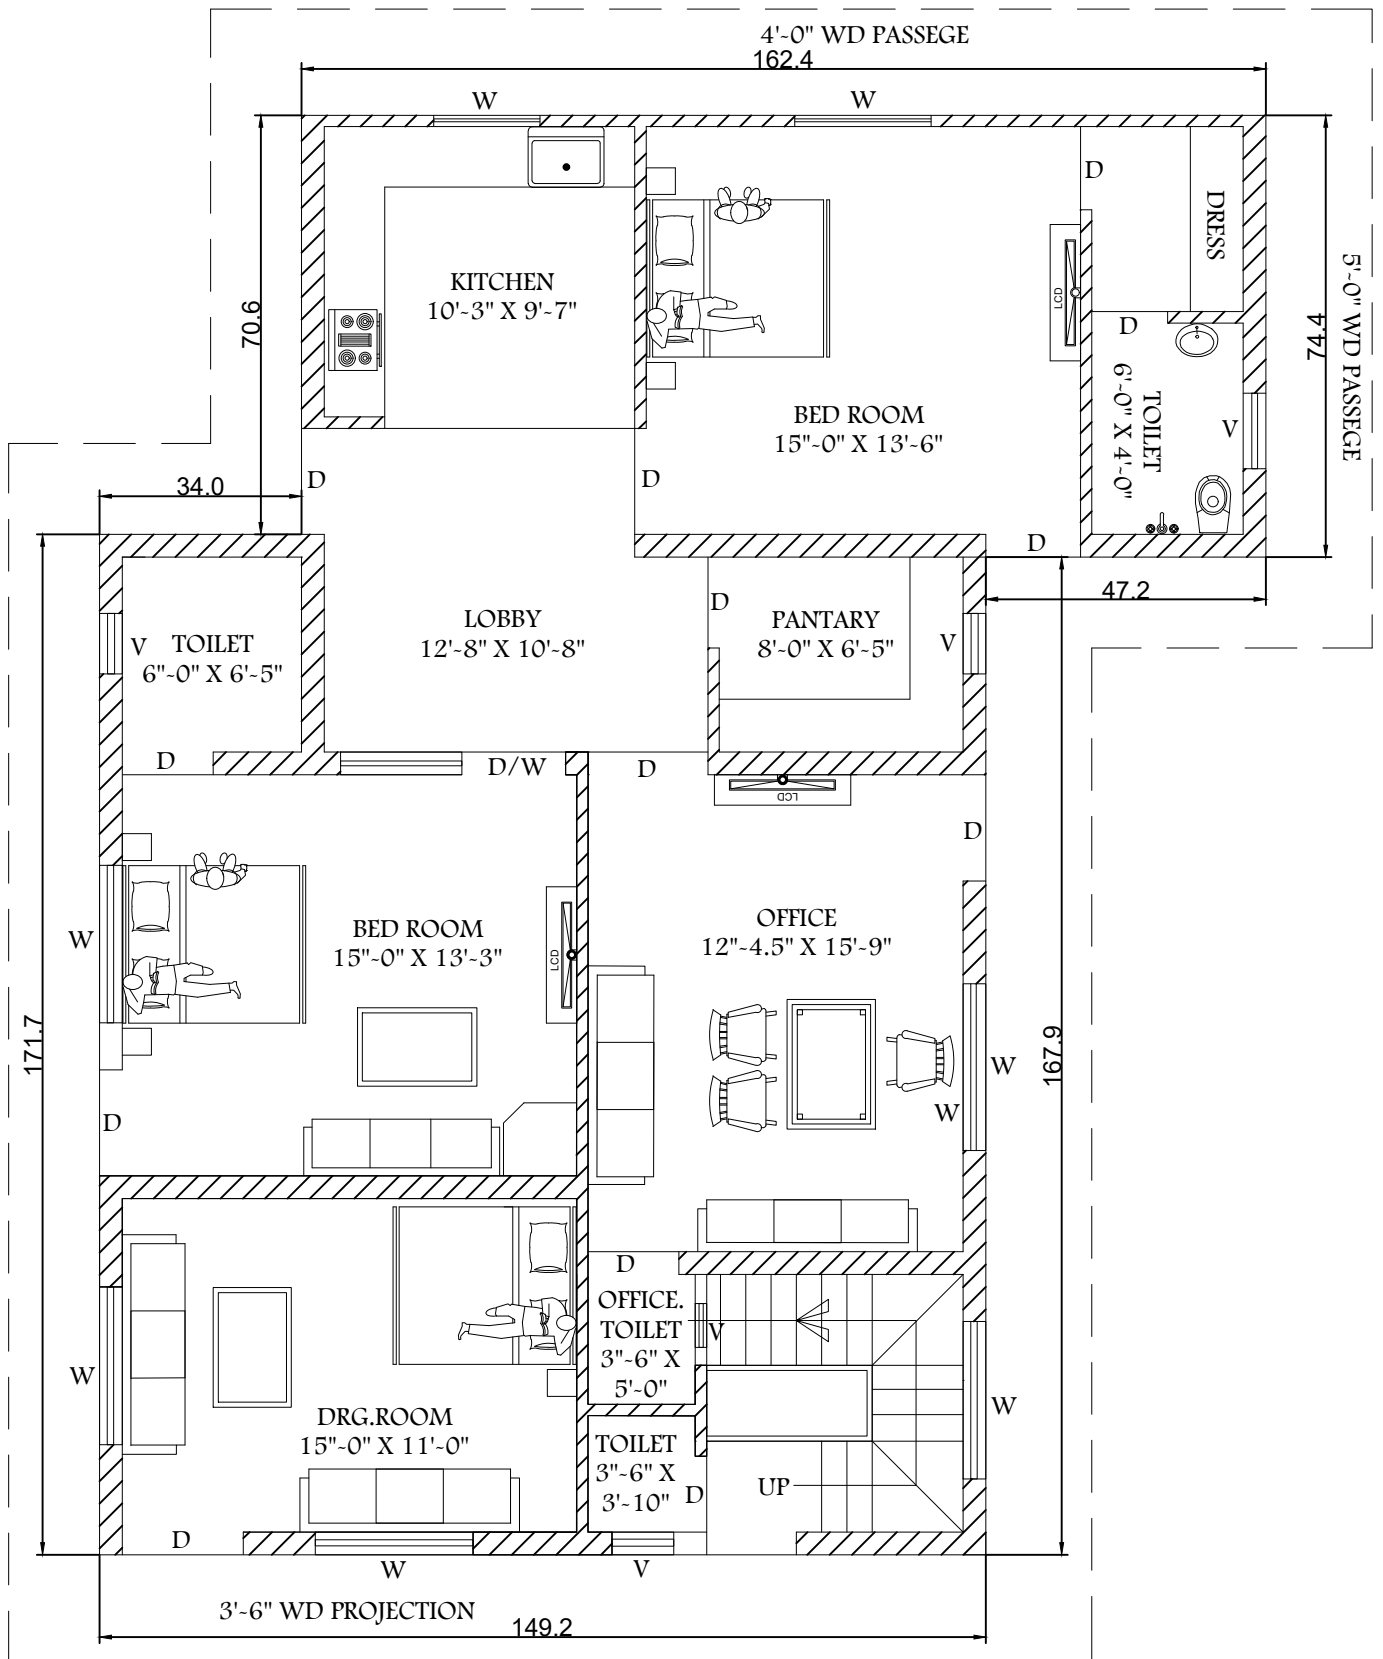 4'-0" WD PASSEGE
162.4
W
W
D
DRESS
5'-0" WD PASSEGE
KITCHEN
10'-3" X 9'-7"
LCD
70.6
74.4
D
BED ROOM
15"-0" X 13'-6"
TOILET
6'-0" X 4'-0"
V
34.0
D
D
D
47.2
LOBBY
12'-8" X 10'-8"
D
PANTARY
8'-0" X 6'-5"
V
V
TOILET
6"-0" X 6'-5"
D
D/W
D
LCD
D
W
BED ROOM
15"-0" X 13'-3"
LCD
OFFICE
12"-4.5" X 15'-9"
171.7
167.9
W
W
D
D
OFFICE.
TOILET
3"-6" X
5'-0"
V
W
DRG.ROOM
15"-0" X 11'-0"
W
TOILET
3"-6" X
3'-10"
D
UP
D
W
V
3'-6" WD PROJECTION
149.2